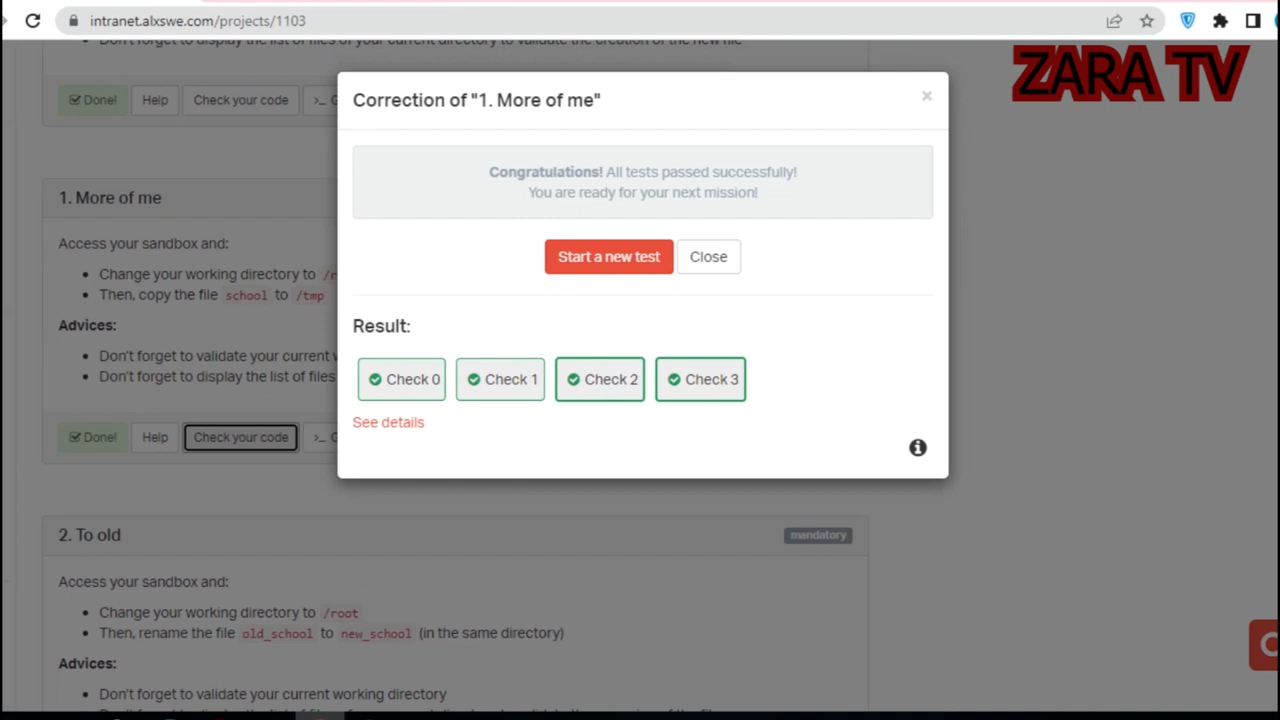 intranet.alxswe.com/projects/1103
ZARA TV
Done!
Help
Check your code
1. More of me
Access your sandbox and:
Change your working directory to
Then, copy the file school to /tmp
Advices:
Don't forget to validate your current
Don't forget to display the list of files
Done!
Help
Check your code
Correction of "1. More of me"
×
Congratulations! All tests passed successfully!
You are ready for your next mission!
Start a new test
Close
Result:
Check 0
Check 1
Check 2
Check 3
See details
2. To old
mandatory
Access your sandbox and:
Change your working directory to /root
Then, rename the file old_school to new_school (in the same directory)
Advices:
Don't forget to validate your current working directory